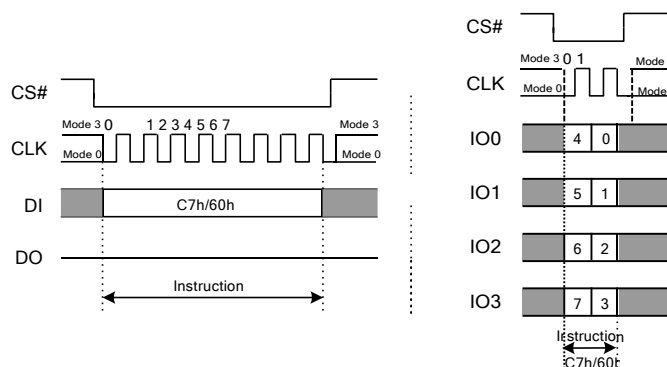 CS#
Mode 3 0 1 2 3 4 5 6 7 Mode 3
CLK
Mode 0 Mode 0
DI C7h/60h
DO
Instruction
CS#
Mode 3 0 1 Mode
CLK
Mode 0 Mode
IO0 4 0
IO1 5 1
IO2 6 2
IO3 7 3
Instruction
C7h/60h